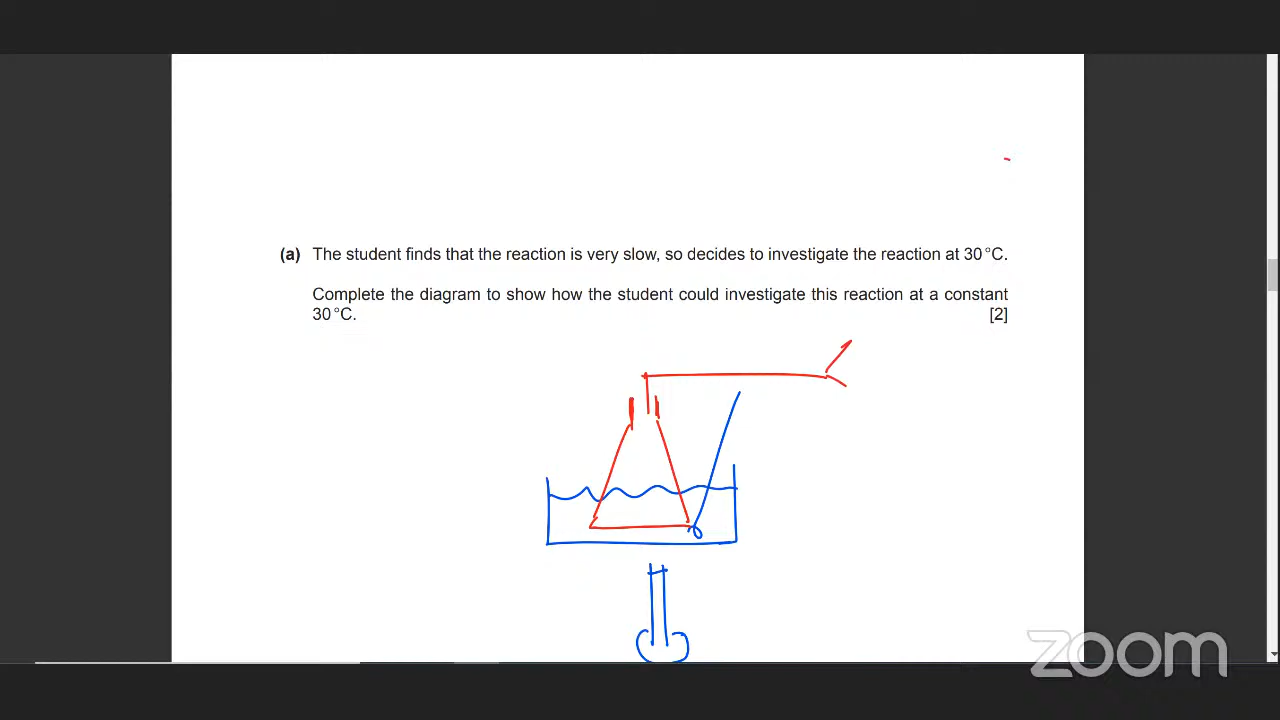 (a) The student finds that the reaction is very slow, so decides to investigate the reaction at 30 °C.
Complete the diagram to show how the student could investigate this reaction at a constant
30 °C. [2]
zoom